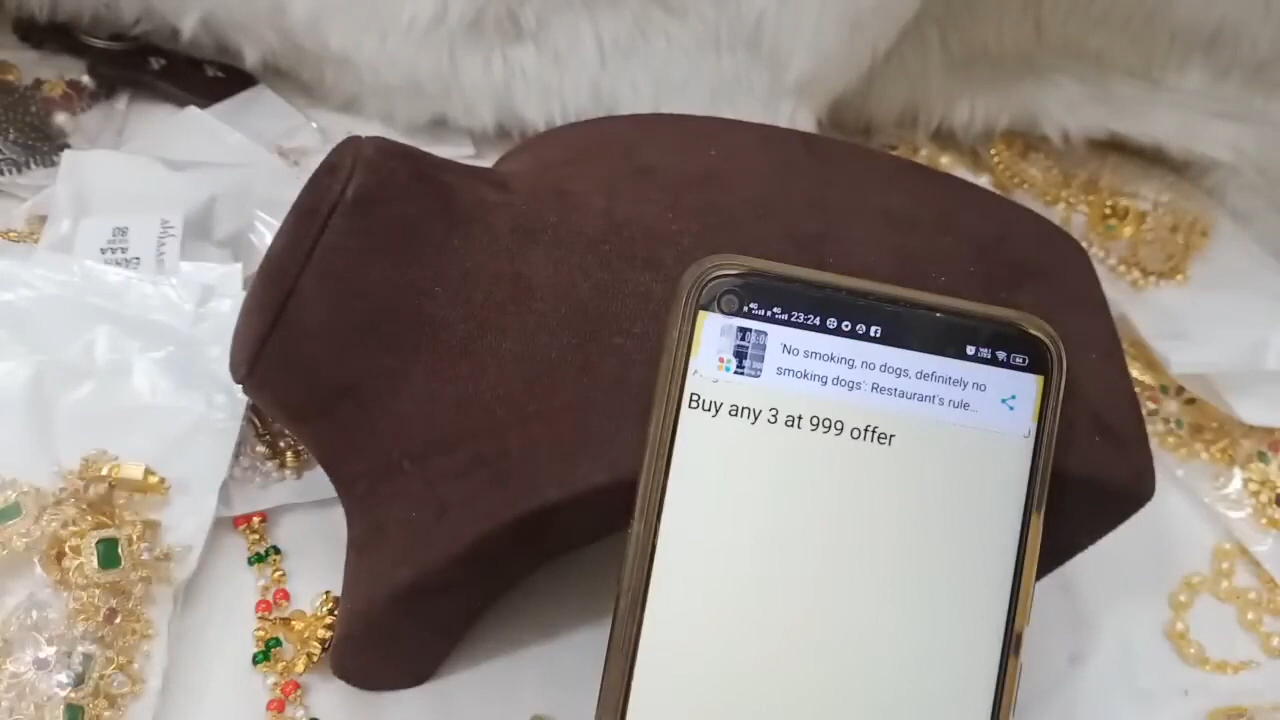 23:24
'No smoking, no dogs, definitely no
smoking dogs': Restaurant's rule...
Buy any 3 at 999 offer